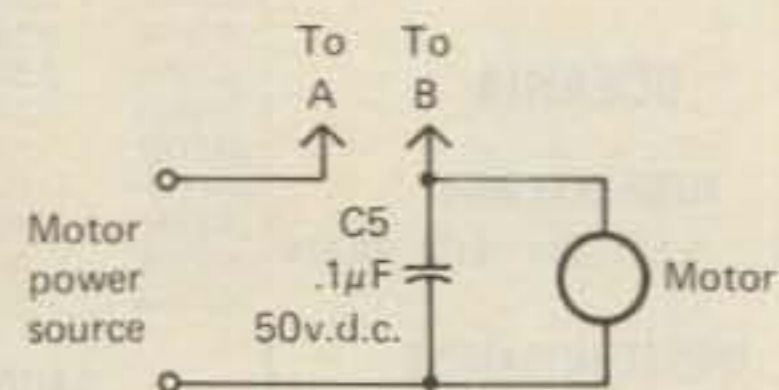 To To
A B
Motor
power
source
C5
.1μF
50v.d.c.
Motor